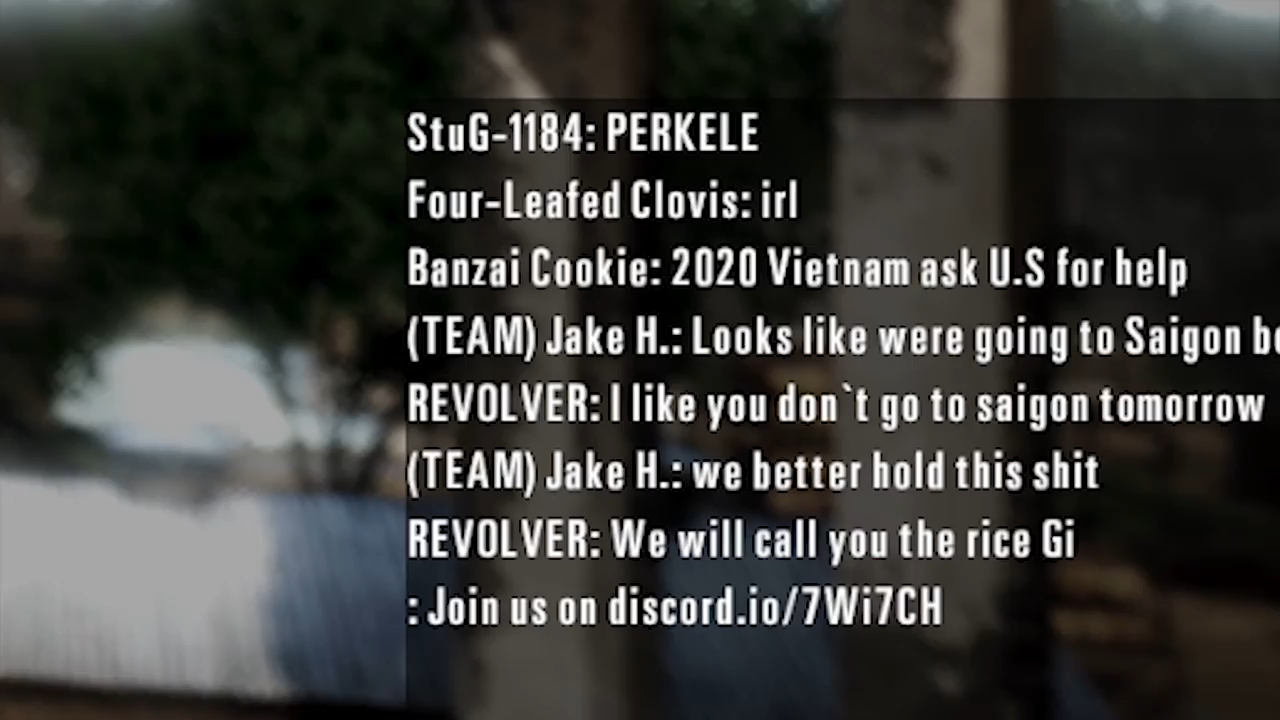 StuG-1184: PERKELE
Four-Leafed Clovis: irl
Banzai Cookie: 2020 Vietnam ask U.S for help
(TEAM) Jake H.: Looks like were going to Saigon
REVOLVER: I like you don`t go to saigon tomorrow
(TEAM) Jake H.: we better hold this shit
REVOLVER: We will call you the rice Gi
: Join us on discord.io/7Wi7CH